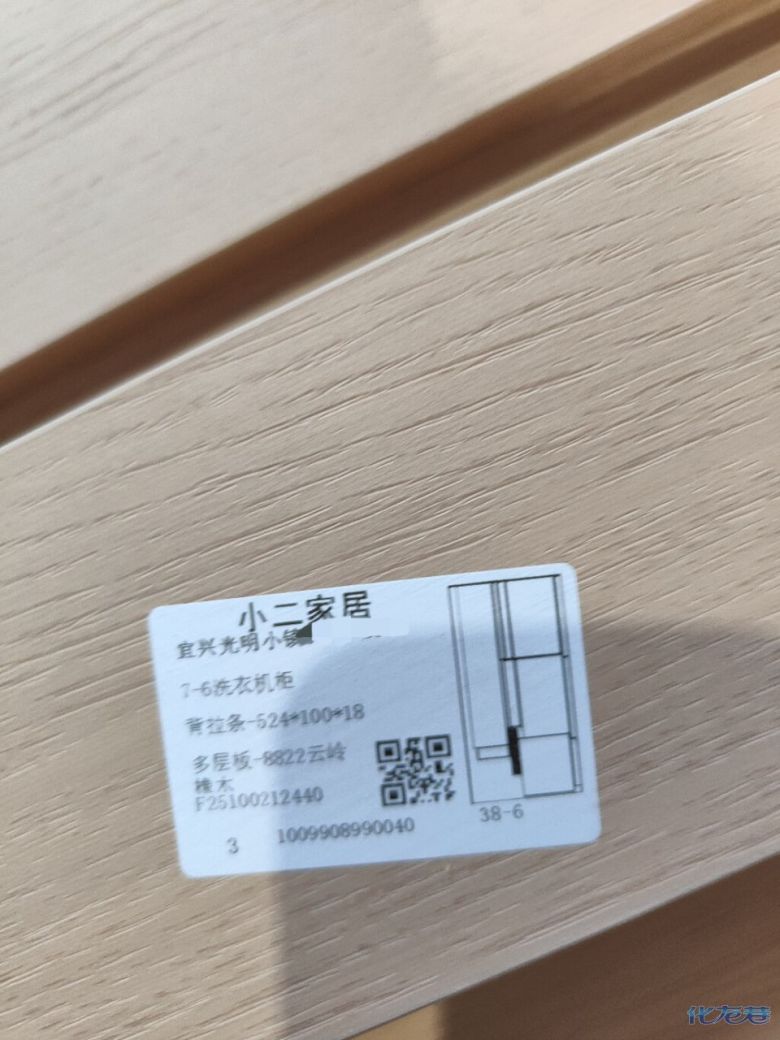 小二家居
宜兴光明小镇
7-6洗衣机柜
背拉条-524*100*18
多层板-8822云岭
橡木
F25100212440
3 1009908990040
38-6
化龙巷